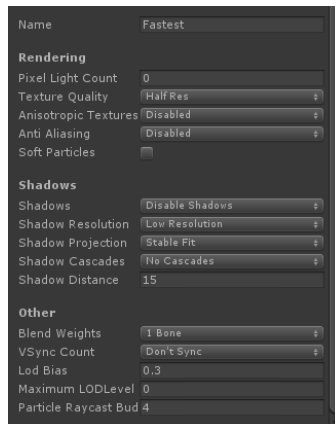 Name Fastest
Rendering
Pixel Light Count 0
Texture Quality Half Res
Anisotropic Textures Disabled
Anti Aliasing Disabled
Soft Particles
Shadows
Shadows Disable Shadows
Shadow Resolution Low Resolution
Shadow Projection Stable Fit
Shadow Cascades No Cascades
Shadow Distance 15
Other
Blend Weights 1 Bone
VSync Count Don't Sync
Lod Bias 0.3
Maximum LODLevel 0
Particle Raycast Bud 4